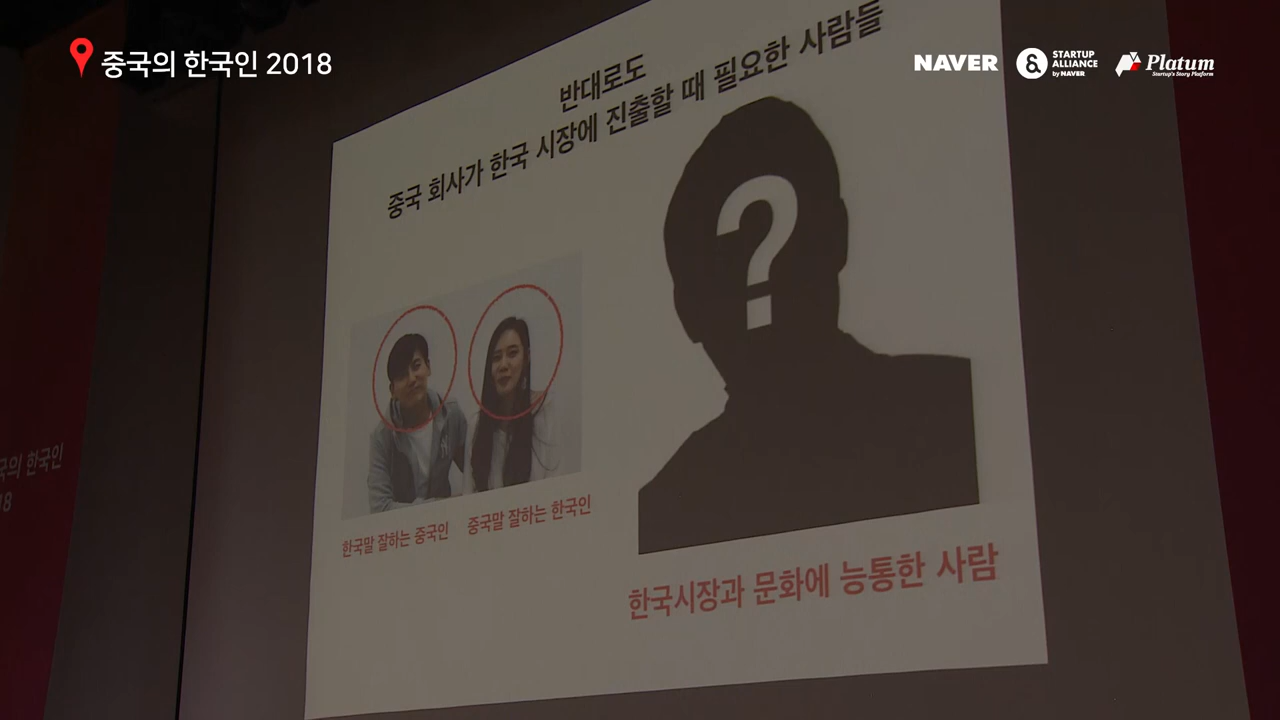 중국의 한국인 2018
NAVER
& STARTUP
ALLIANCE
by NAVER
Platum
Startup's Story Platform
반대로도
중국 회사가 한국 시장에 진출할 때 필요한 사람들
?
한국말 잘하는 중국인
중국말 잘하는 한국인
한국시장과 문화에 능통한 사람
국의 한국인
18